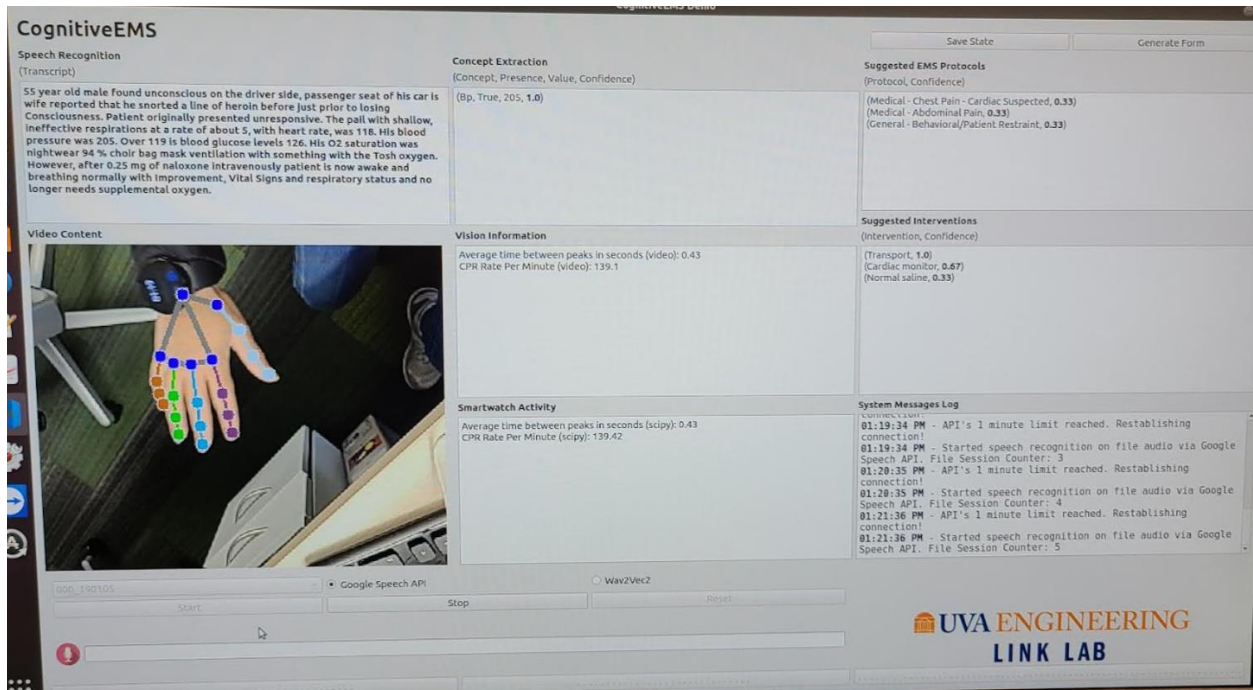 CognitiveEMS Demo
CognitiveEMS
Save State
Generate Form
Speech Recognition
(Transcript)
55 year old male found unconscious on the driver side, passenger seat of his car is
wife reported that he snorted a line of heroin before just prior to losing
Consciousness. Patient originally presented unresponsive. The pail with shallow,
ineffective respirations at a rate of about 5, with heart rate, was 118. His blood
pressure was 205. Over 119 is blood glucose levels 126. His O2 saturation was
nightwear 94 % choir bag mask ventilation with something with the Tosh oxygen.
However, after 0.25 mg of naloxone intravenously patient is now awake and
breathing normally with Improvement, Vital Signs and respiratory status and no
longer needs supplemental oxygen.
Concept Extraction
(Concept, Presence, Value, Confidence)
(Bp, True, 205, 1.0)
Suggested EMS Protocols
(Protocol, Confidence)
(Medical - Chest Pain - Cardiac Suspected, 0.33)
(Medical - Abdominal Pain, 0.33)
(General - Behavioral/Patient Restraint, 0.33)
Video Content
Vision Information
Average time between peaks in seconds (video): 0.43
CPR Rate Per Minute (video): 139.1
Suggested Interventions
(Intervention, Confidence)
(Transport, 1.0)
(Cardiac monitor, 0.67)
(Normal saline, 0.33)
Smartwatch Activity
Average time between peaks in seconds (scipy): 0.43
CPR Rate Per Minute (scipy): 139.42
System Messages Log
connection!
01:19:34 PM - API's 1 minute limit reached. Restablishing
connection!
01:19:34 PM - Started speech recognition on file audio via Google
Speech API. File Session Counter: 3
01:20:35 PM - API's 1 minute limit reached. Restablishing
connection!
01:20:35 PM - Started speech recognition on file audio via Google
Speech API. File Session Counter: 4
01:21:36 PM - API's 1 minute limit reached. Restablishing
connection!
01:21:36 PM - Started speech recognition on file audio via Google
Speech API. File Session Counter: 5
000_190105
Google Speech API
Wav2Vec2
Start
Stop
Reset
UVA ENGINEERING
LINK LAB